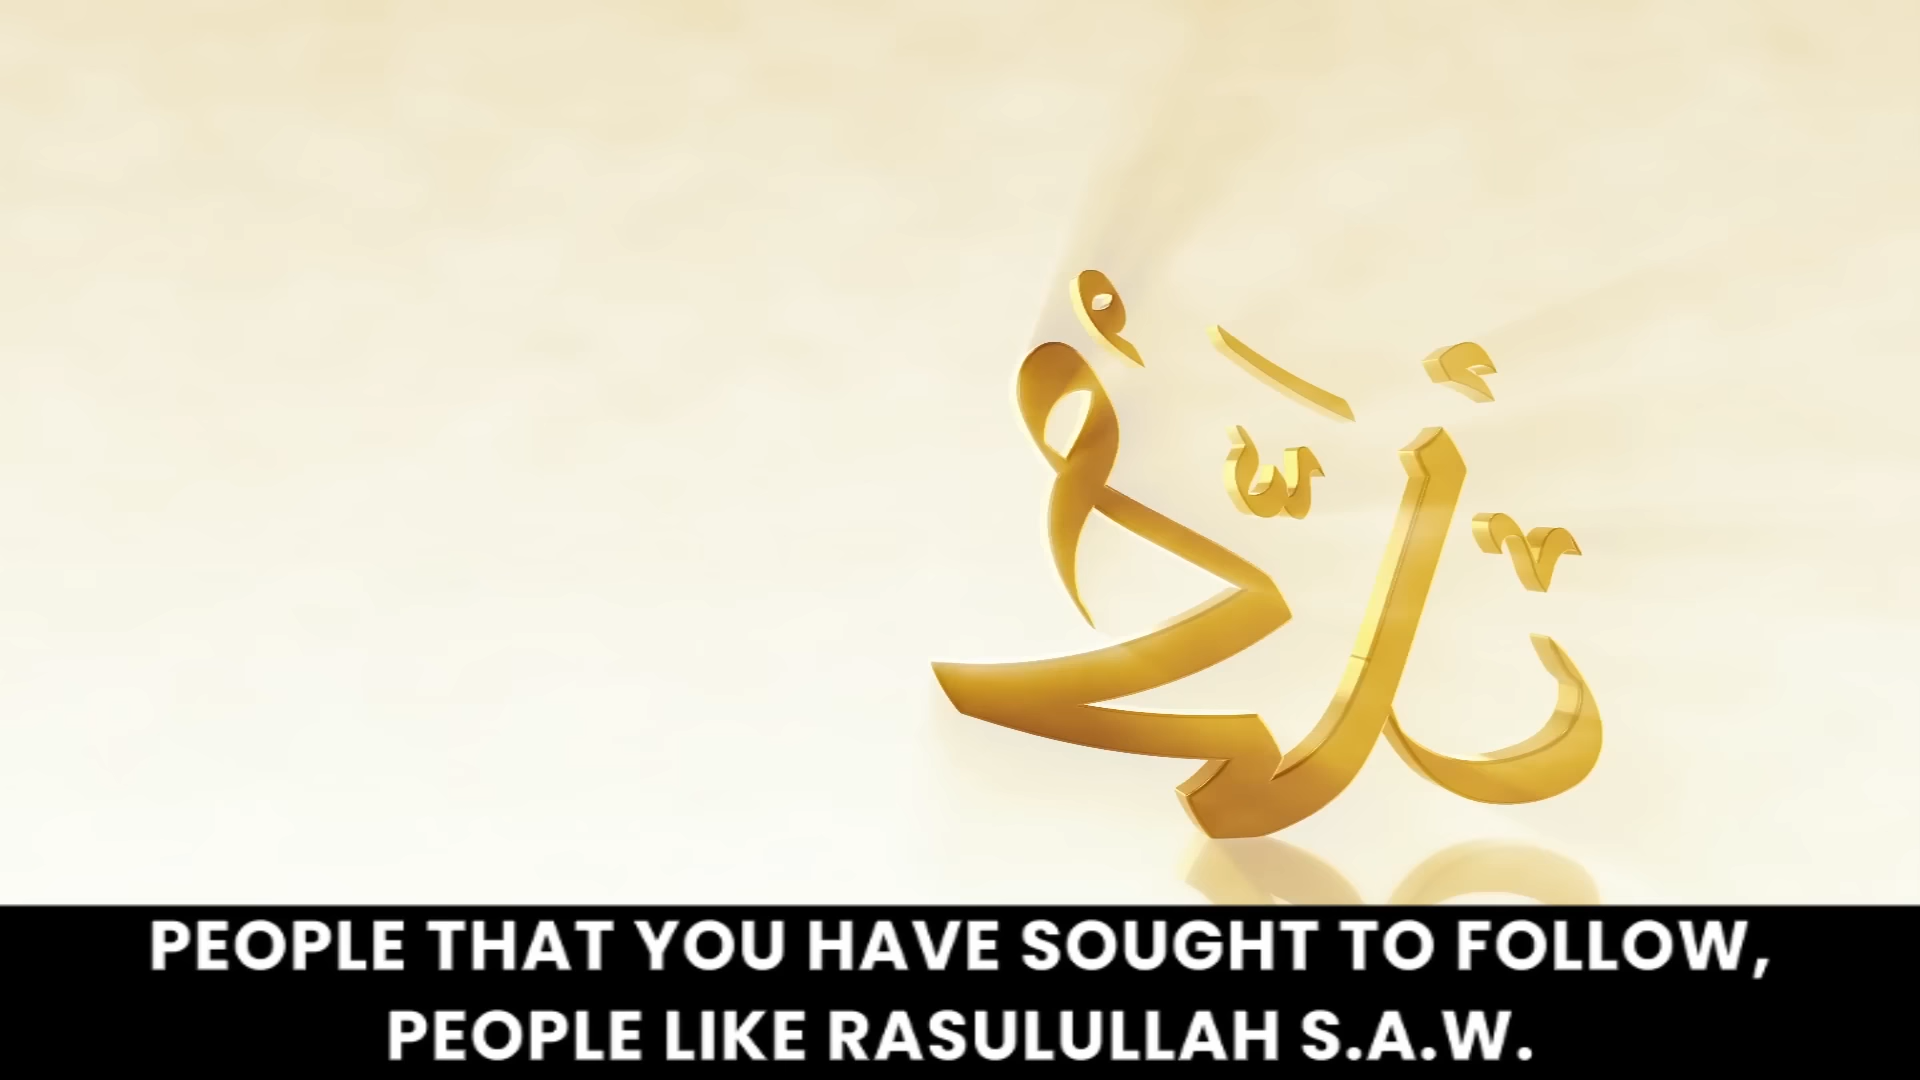 PEOPLE THAT YOU HAVE SOUGHT TO FOLLOW,
PEOPLE LIKE RASULULLAH S.A.W.